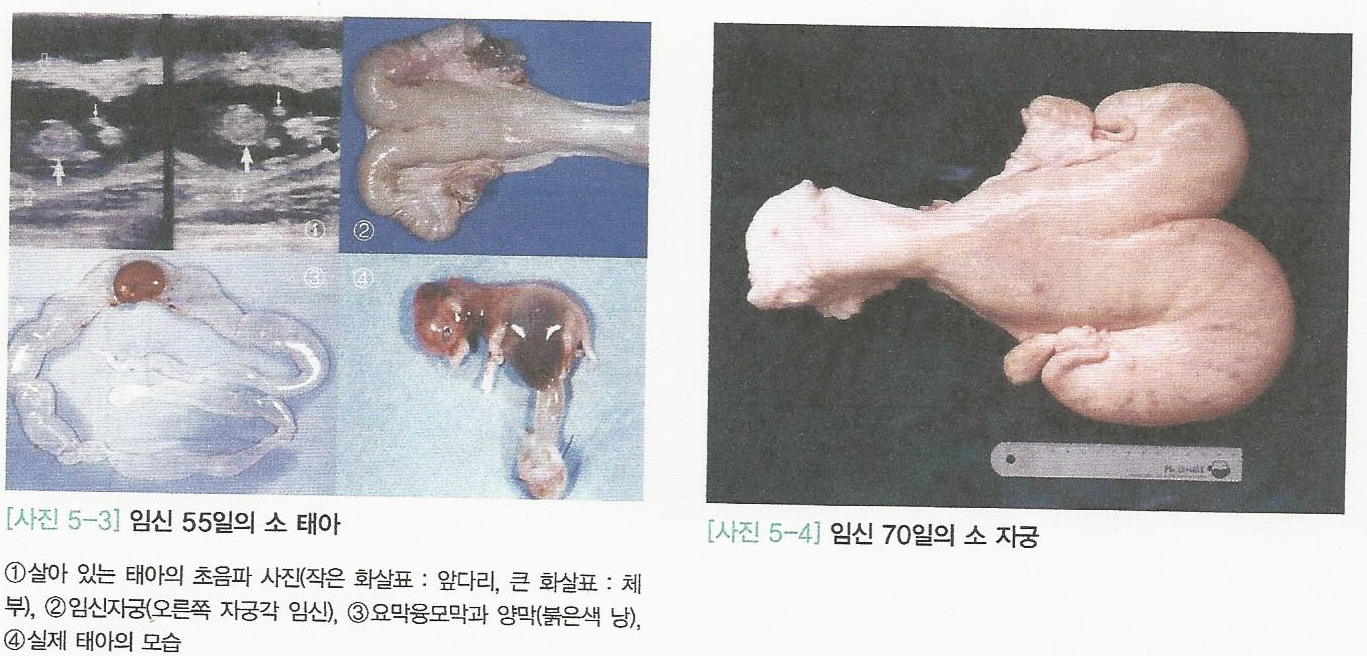 ①
②
③
④
[사진 5-3] 임신 55일의 소 태아
①살아 있는 태아의 초음파 사진(작은 화살표 : 앞다리, 큰 화살표 : 체
부), ②임신자궁(오른쪽 자궁각 임신), ③요막융모막과 양막(붉은색 낭),
④실제 태아의 모습
[사진 5-4] 임신 70일의 소 자궁